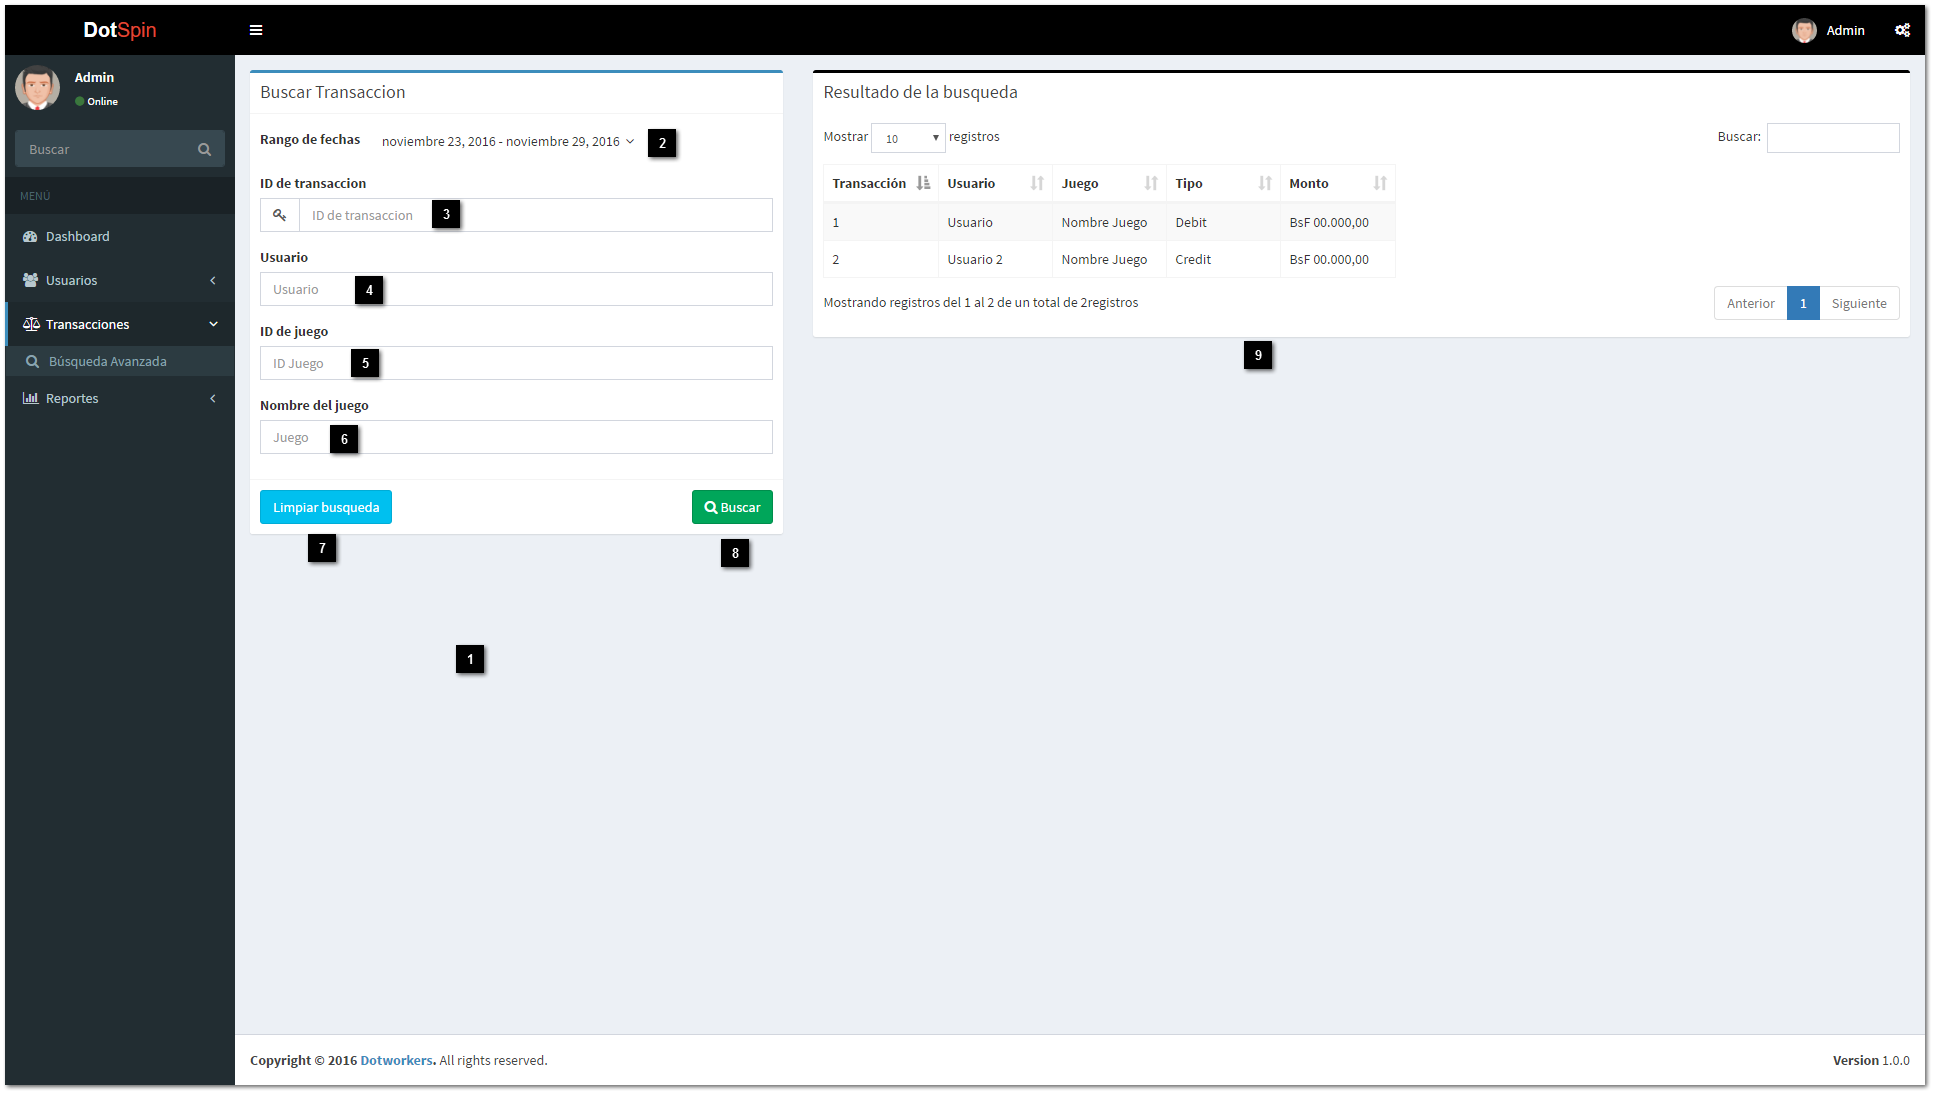 DotSpin
Admin
Admin
Online
Buscar
MENÚ
Dashboard
Usuarios
Transacciones
Búsqueda Avanzada
Reportes
Buscar Transaccion
Rango de fechas noviembre 23, 2016 - noviembre 29, 2016 2
ID de transaccion
ID de transaccion 3
Usuario
Usuario 4
ID de juego
ID Juego 5
Nombre del juego
Juego 6
Limpiar busqueda Buscar
7 8
1
Resultado de la busqueda
Mostrar 10 registros Buscar:
Transacción Usuario Juego Tipo Monto
1 Usuario Nombre Juego Debit BsF 00.000,00
2 Usuario 2 Nombre Juego Credit BsF 00.000,00
Mostrando registros del 1 al 2 de un total de 2registros Anterior 1 Siguiente
9
Copyright © 2016 Dotworkers. All rights reserved. Version 1.0.0